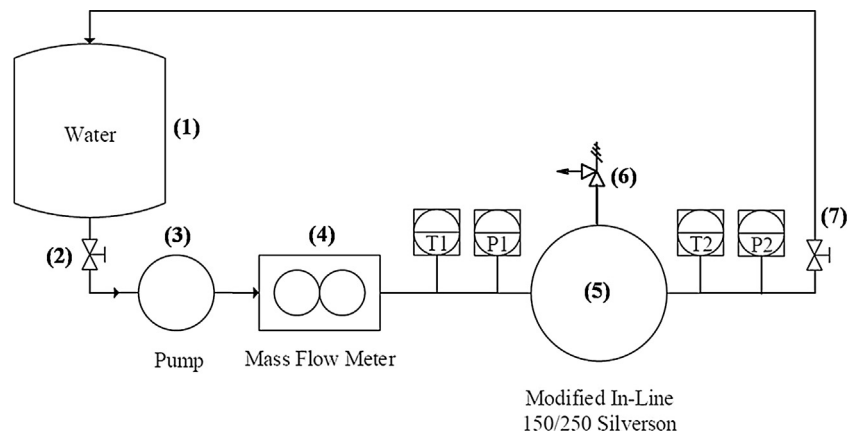 Water
(1)
(2)
(3)
(4)
(6)
(7)
T1
P1
(5)
T2
P2
Pump
Mass Flow Meter
Modified In-Line
150/250 Silverson